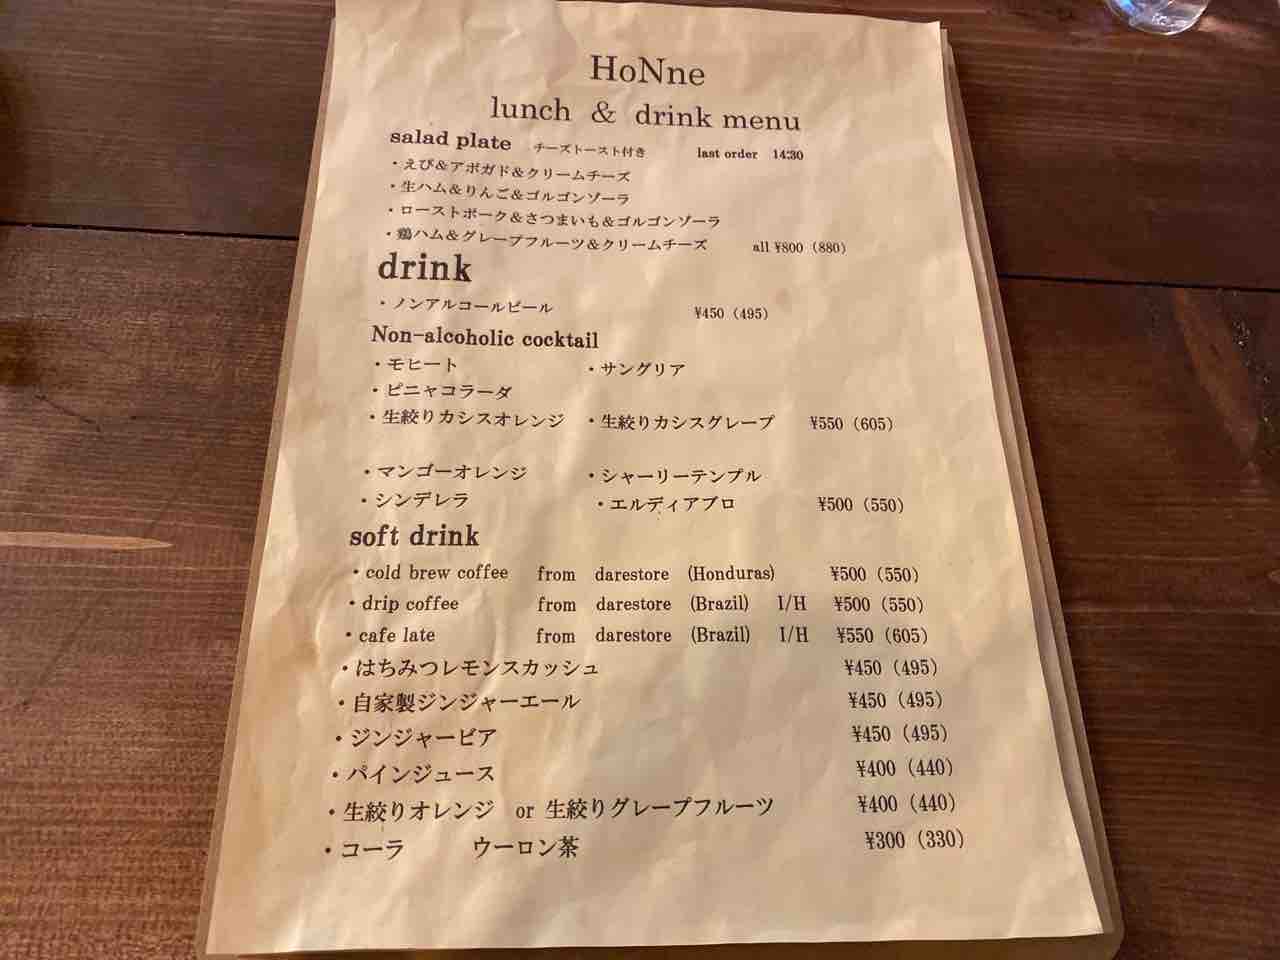 HoNne
lunch & drink menu
salad plate チーズトースト付き last order 14:30
・えび＆アボガド＆クリームチーズ
・生ハム＆りんご＆ゴルゴンゾーラ
・ローストポーク＆さつまいも＆ゴルゴンゾーラ
・鶏ハム＆グレープフルーツ＆クリームチーズ all ¥800（880）
drink
・ノンアルコールビール ¥450（495）
Non-alcoholic cocktail
・モヒート ・サングリア
・ピニャコラーダ
・生絞りカシスオレンジ ・生絞りカシスグレープ ¥550（605）
・マンゴーオレンジ ・シャーリーテンプル
・シンデレラ ・エルディアブロ ¥500（550）
soft drink
・cold brew coffee from darestore (Honduras) ¥500（550）
・drip coffee from darestore (Brazil) I/H ¥500（550）
・cafe late from darestore (Brazil) I/H ¥550（605）
・はちみつレモンスカッシュ ¥450（495）
・自家製ジンジャーエール ¥450（495）
・ジンジャービア ¥450（495）
・パインジュース ¥400（440）
・生絞りオレンジ or 生絞りグレープフルーツ ¥400（440）
・コーラ ウーロン茶 ¥300（330）